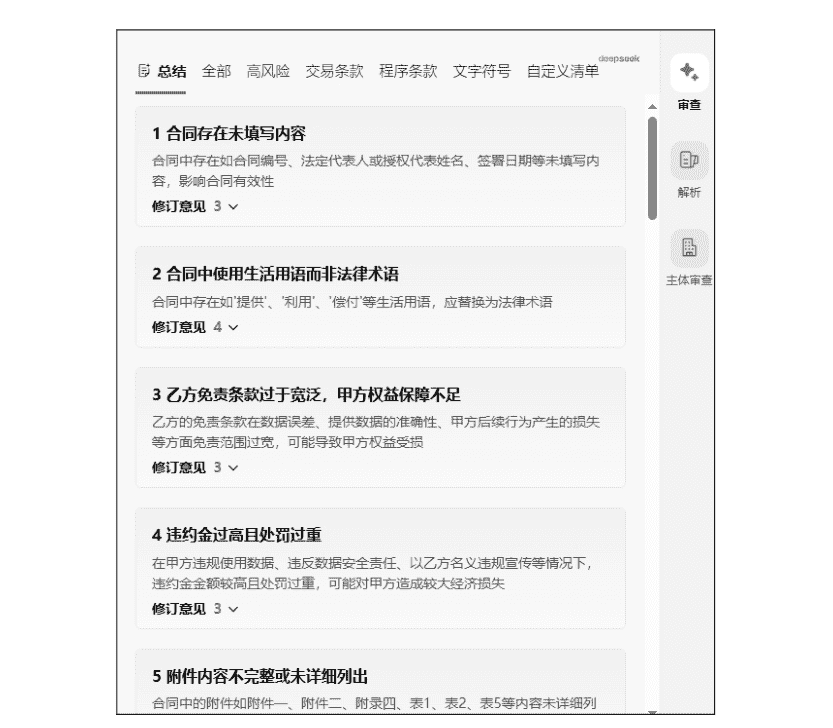 总结 全部 高风险 交易条款 程序条款 文字符号 自定义清单 deepseek
1 合同存在未填写内容
合同中存在如合同编号、法定代表人或授权代表姓名、签署日期等未填写内
容，影响合同有效性
修订意见 3
2 合同中使用生活用语而非法律术语
合同中存在如'提供'、'利用'、'偿付'等生活用语，应替换为法律术语
修订意见 4
3 乙方免责条款过于宽泛，甲方权益保障不足
乙方的免责条款在数据误差、提供数据的准确性、甲方后续行为产生的损失
等方面免责范围过宽，可能导致甲方权益受损
修订意见 3
4 违约金过高且处罚过重
在甲方违规使用数据、违反数据安全责任、以乙方名义违规宣传等情况下，
违约金金额较高且处罚过重，可能对甲方造成较大经济损失
修订意见 3
5 附件内容不完整或未详细列出
合同中的附件如附件一、附件二、附录四、表1、表2、表5等内容未详细列
审查
解析
主体审查